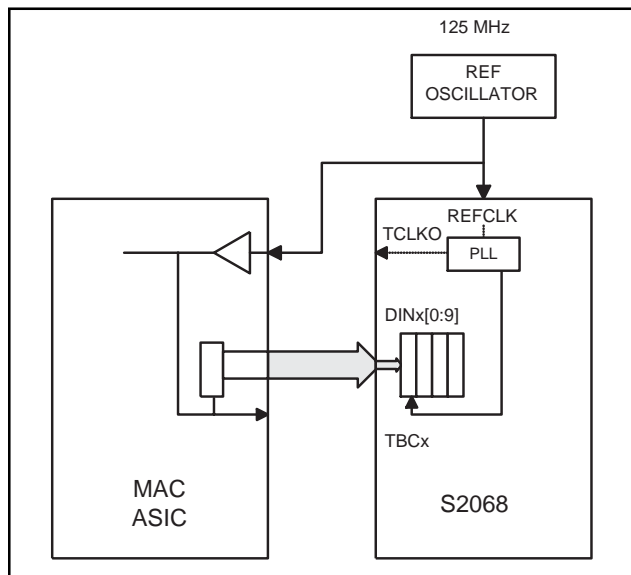 125 MHz
REF
OSCILLATOR
REFCLK
TCLKO
PLL
DINx[0:9]
TBCx
MAC
ASIC
S2068